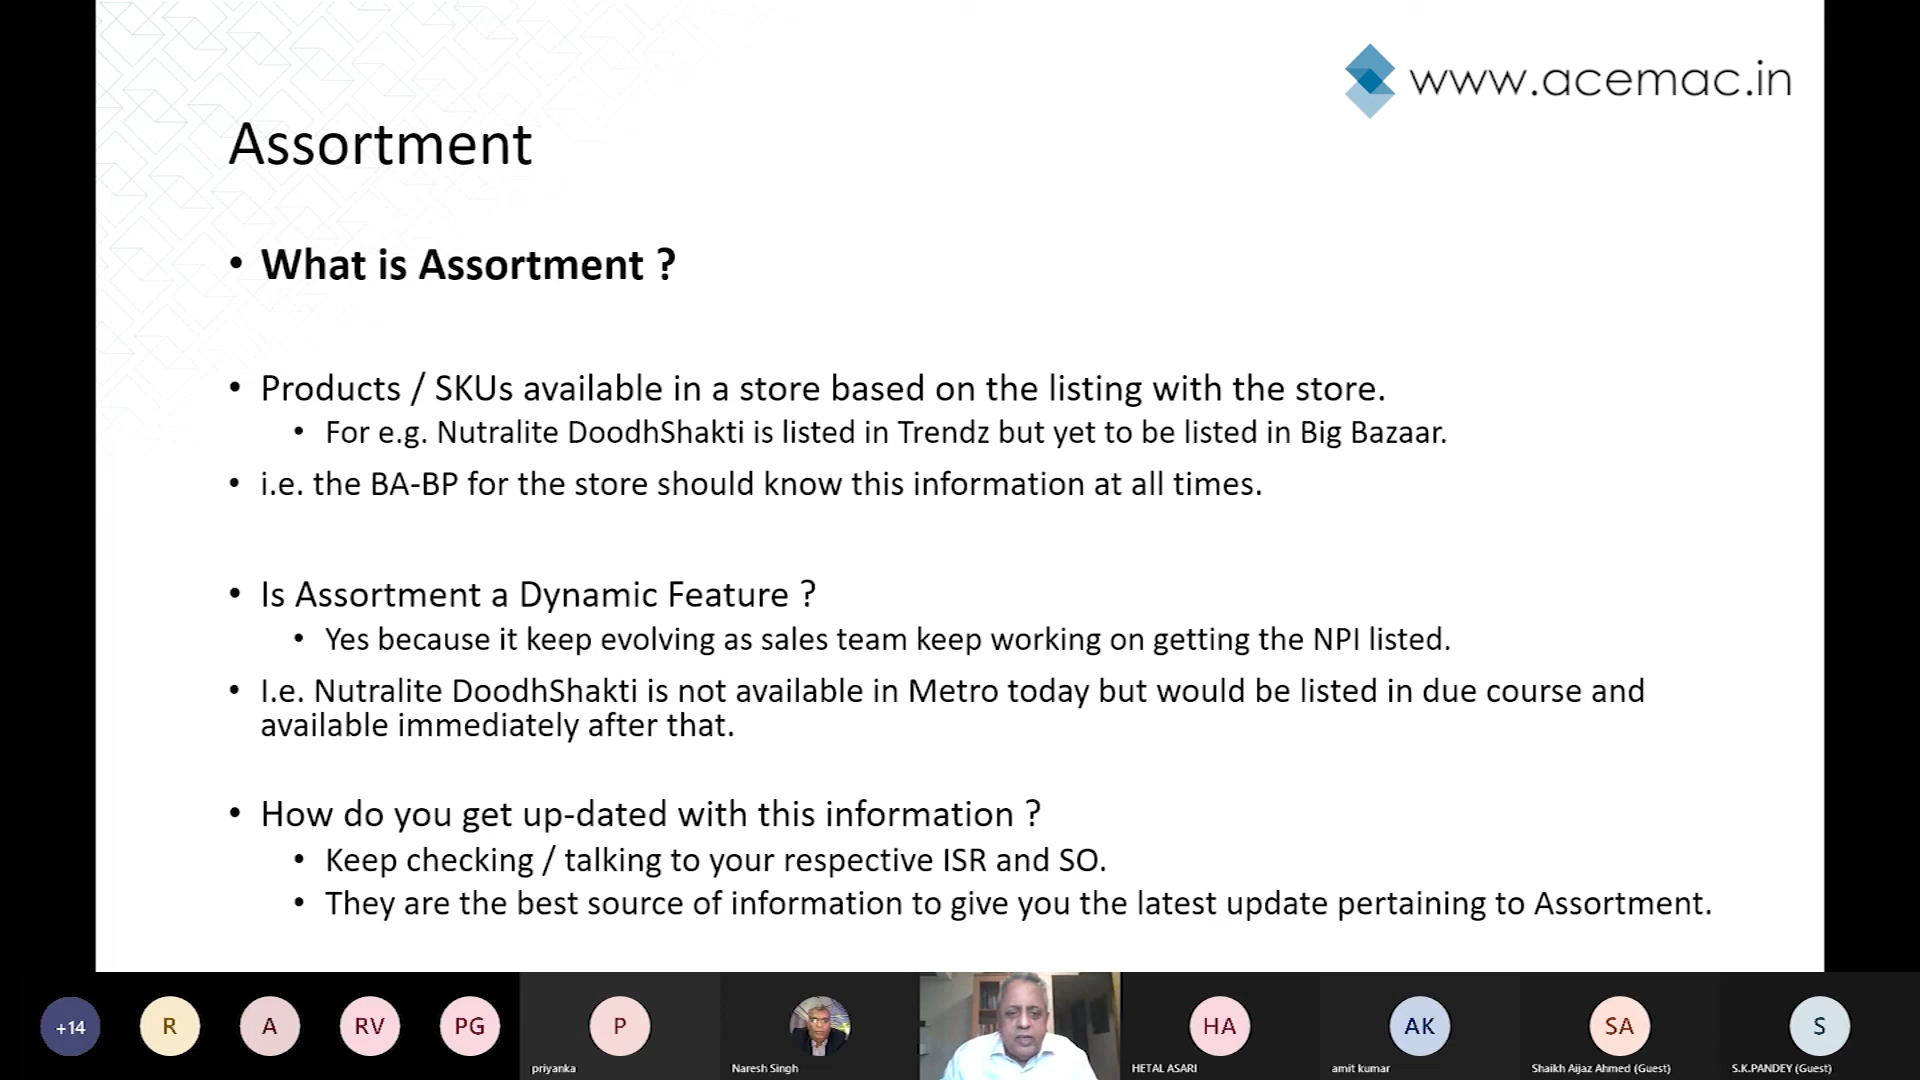 www.acemac.in
Assortment
• What is Assortment ?
• Products / SKUs available in a store based on the listing with the store.
• For e.g. Nutralite DoodhShakti is listed in Trendz but yet to be listed in Big Bazaar.
• i.e. the BA-BP for the store should know this information at all times.
• Is Assortment a Dynamic Feature ?
• Yes because it keep evolving as sales team keep working on getting the NPI listed.
• I.e. Nutralite DoodhShakti is not available in Metro today but would be listed in due course and
available immediately after that.
• How do you get up-dated with this information ?
• Keep checking / talking to your respective ISR and SO.
• They are the best source of information to give you the latest update pertaining to Assortment.
+14 R A RV PG P HA AK SA S
priyanka Naresh Singh HETAL ASARI amit kumar Shaikh Aijaz Ahmed (Guest) S.K.PANDEY (Guest)